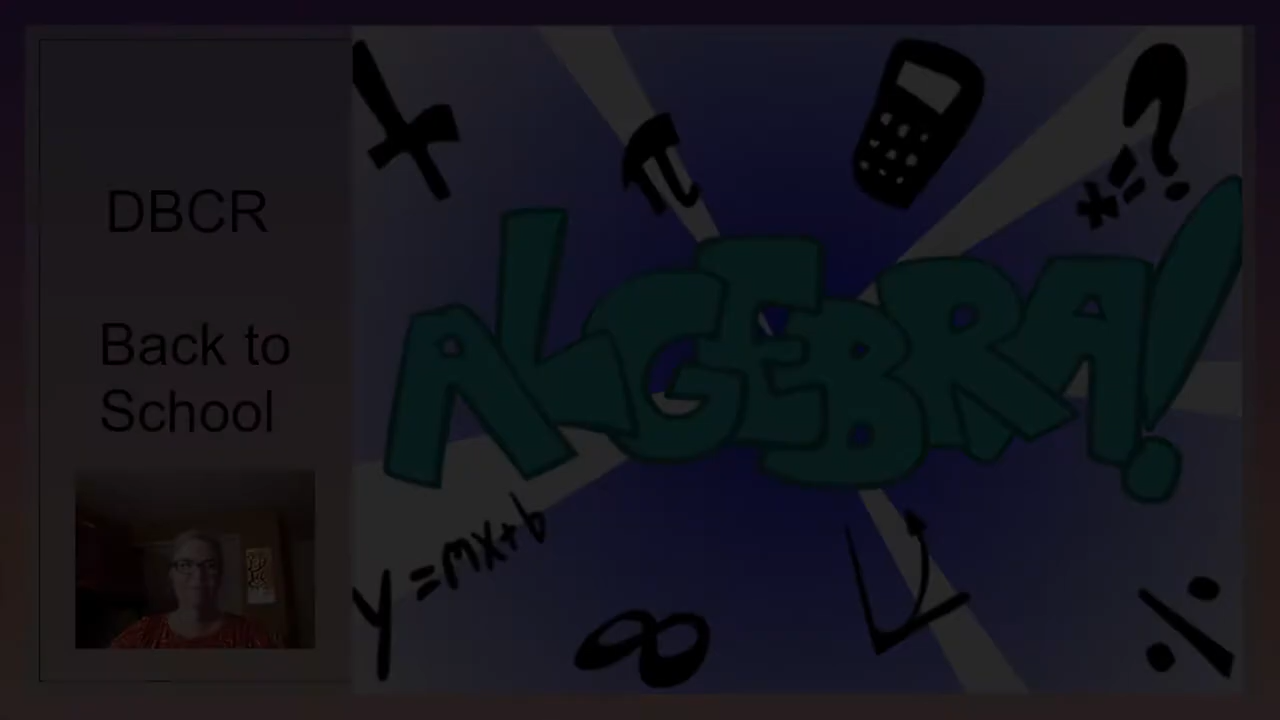 DBCR
Back to
School
ALGEBRA!
π
x=?
y=mx+b
∞